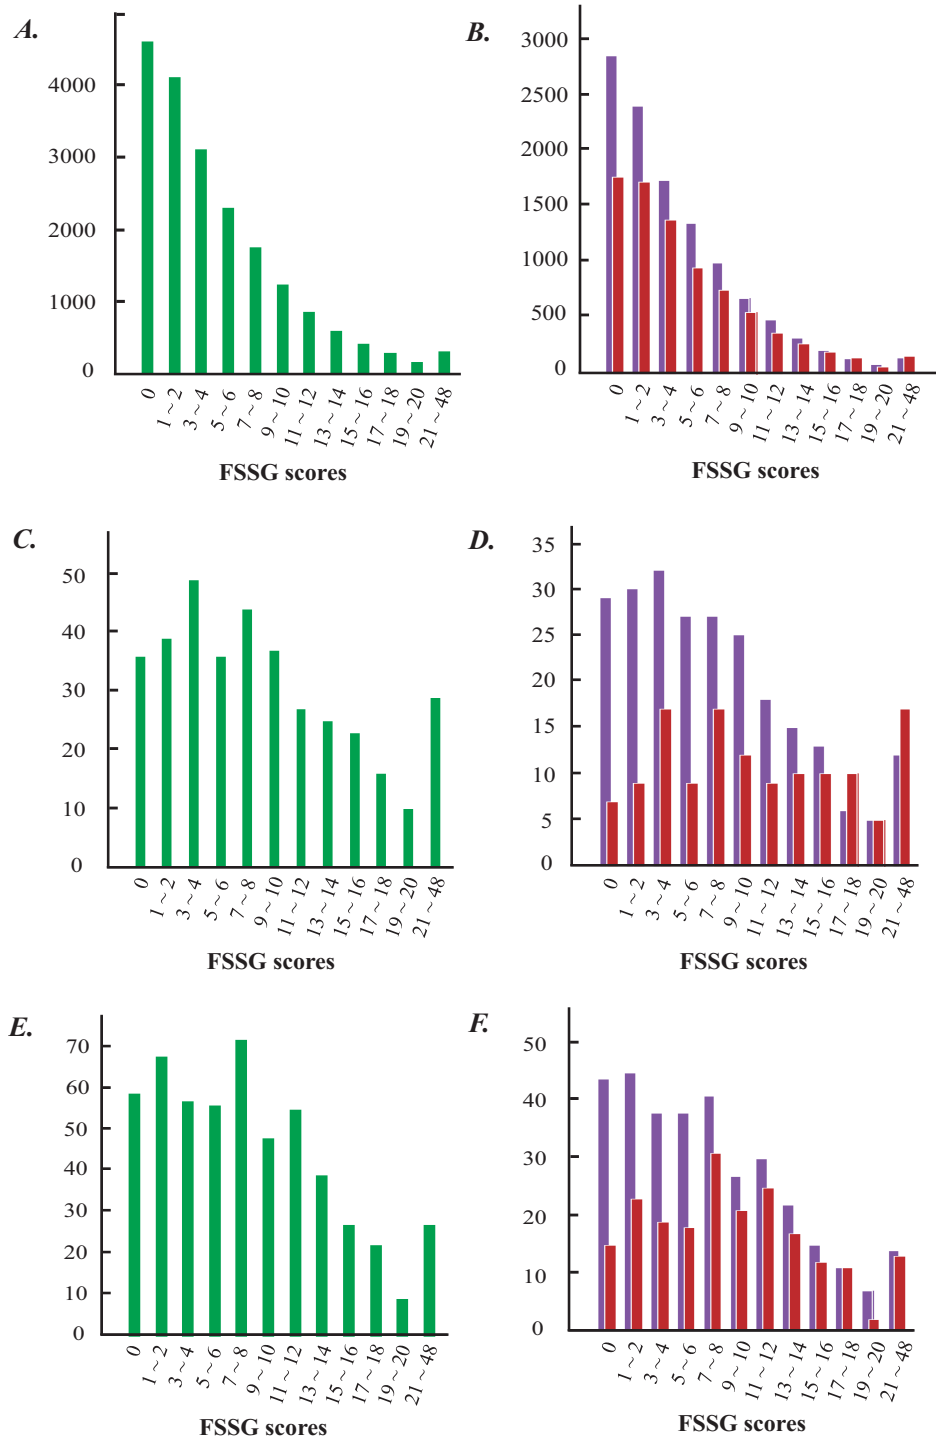 A.
4000
3000
2000
1000
0
0
1 ~ 2
3 ~ 4
5 ~ 6
7 ~ 8
9 ~ 10
11 ~ 12
13 ~ 14
15 ~ 16
17 ~ 18
19 ~ 20
21 ~ 48
FSSG scores
B.
3000
2500
2000
1500
1000
500
0
0
1 ~ 2
3 ~ 4
5 ~ 6
7 ~ 8
9 ~ 10
11 ~ 12
13 ~ 14
15 ~ 16
17 ~ 18
19 ~ 20
21 ~ 48
FSSG scores
C.
50
40
30
20
10
0
0
1 ~ 2
3 ~ 4
5 ~ 6
7 ~ 8
9 ~ 10
11 ~ 12
13 ~ 14
15 ~ 16
17 ~ 18
19 ~ 20
21 ~ 48
FSSG scores
D.
35
30
25
20
15
10
5
0
0
1 ~ 2
3 ~ 4
5 ~ 6
7 ~ 8
9 ~ 10
11 ~ 12
13 ~ 14
15 ~ 16
17 ~ 18
19 ~ 20
21 ~ 48
FSSG scores
E.
70
60
50
40
30
20
10
0
0
1 ~ 2
3 ~ 4
5 ~ 6
7 ~ 8
9 ~ 10
11 ~ 12
13 ~ 14
15 ~ 16
17 ~ 18
19 ~ 20
21 ~ 48
FSSG scores
F.
50
40
30
20
10
0
0
1 ~ 2
3 ~ 4
5 ~ 6
7 ~ 8
9 ~ 10
11 ~ 12
13 ~ 14
15 ~ 16
17 ~ 18
19 ~ 20
21 ~ 48
FSSG scores